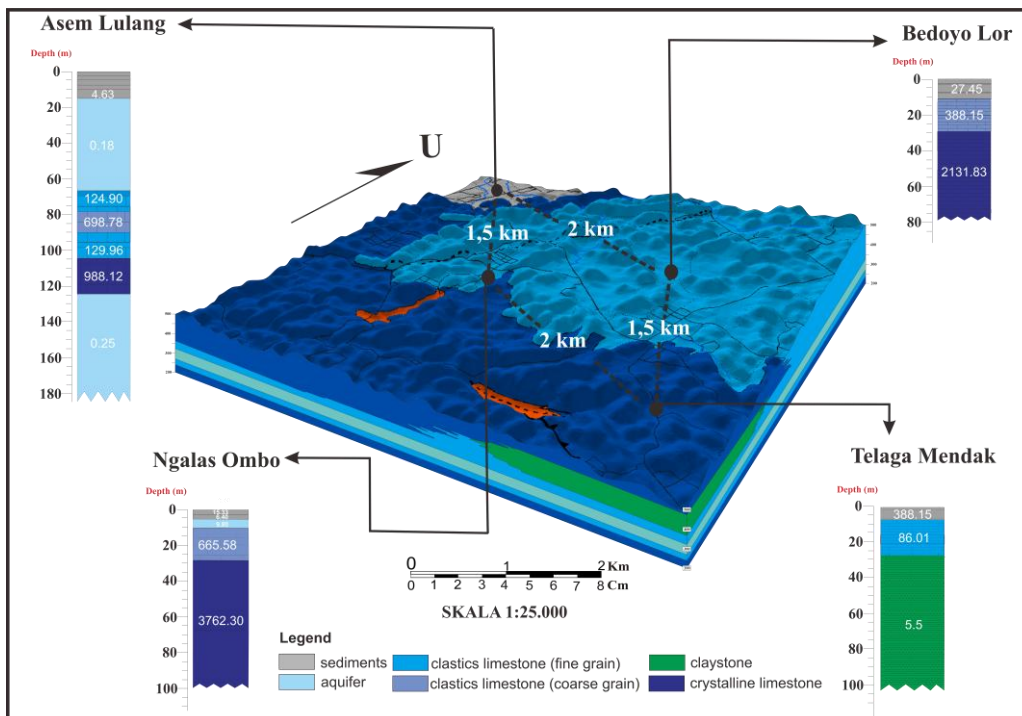 Asem Lulang
Depth (m)
0
4.63
20
0.18
40
60
124.90
80
698.78
100
129.96
988.12
120
140
0.25
160
180
Bedoyo Lor
Depth (m)
0
27.45
20
388.15
40
2131.83
60
80
U
1,5 km
2 km
2 km
1,5 km
Ngalas Ombo
Depth (m)
0
20
665.58
40
60
3762.30
80
100
Telaga Mendak
Depth (m)
0
388.15
86.01
20
40
60
5.5
80
100
0 1 2 Km
0 1 2 3 4 5 6 7 8 Cm
SKALA 1:25.000
Legend
sediments
clastics limestone (fine grain)
claystone
aquifer
clastics limestone (coarse grain)
crystalline limestone